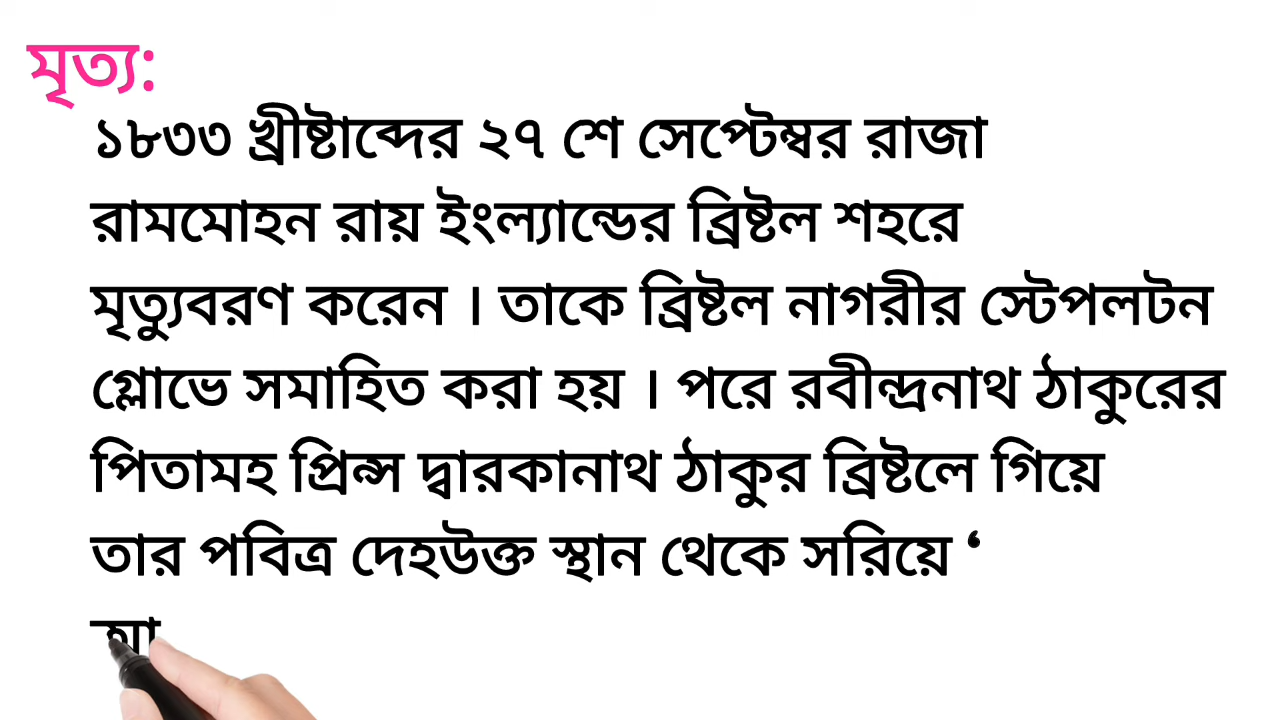 মৃত্য:
১৮৩৩ খ্রীষ্টাব্দের ২৭ শে সেপ্টেম্বর রাজা
রামমোহন রায় ইংল্যান্ডের ব্রিষ্টল শহরে
মৃত্যুবরণ করেন । তাকে ব্রিষ্টল নাগরীর স্টেপলটন
গ্লোভে সমাহিত করা হয় । পরে রবীন্দ্রনাথ ঠাকুরের
পিতামহ প্রিন্স দ্বারকানাথ ঠাকুর ব্রিষ্টলে গিয়ে
তার পবিত্র দেহউক্ত স্থান থেকে সরিয়ে ‘